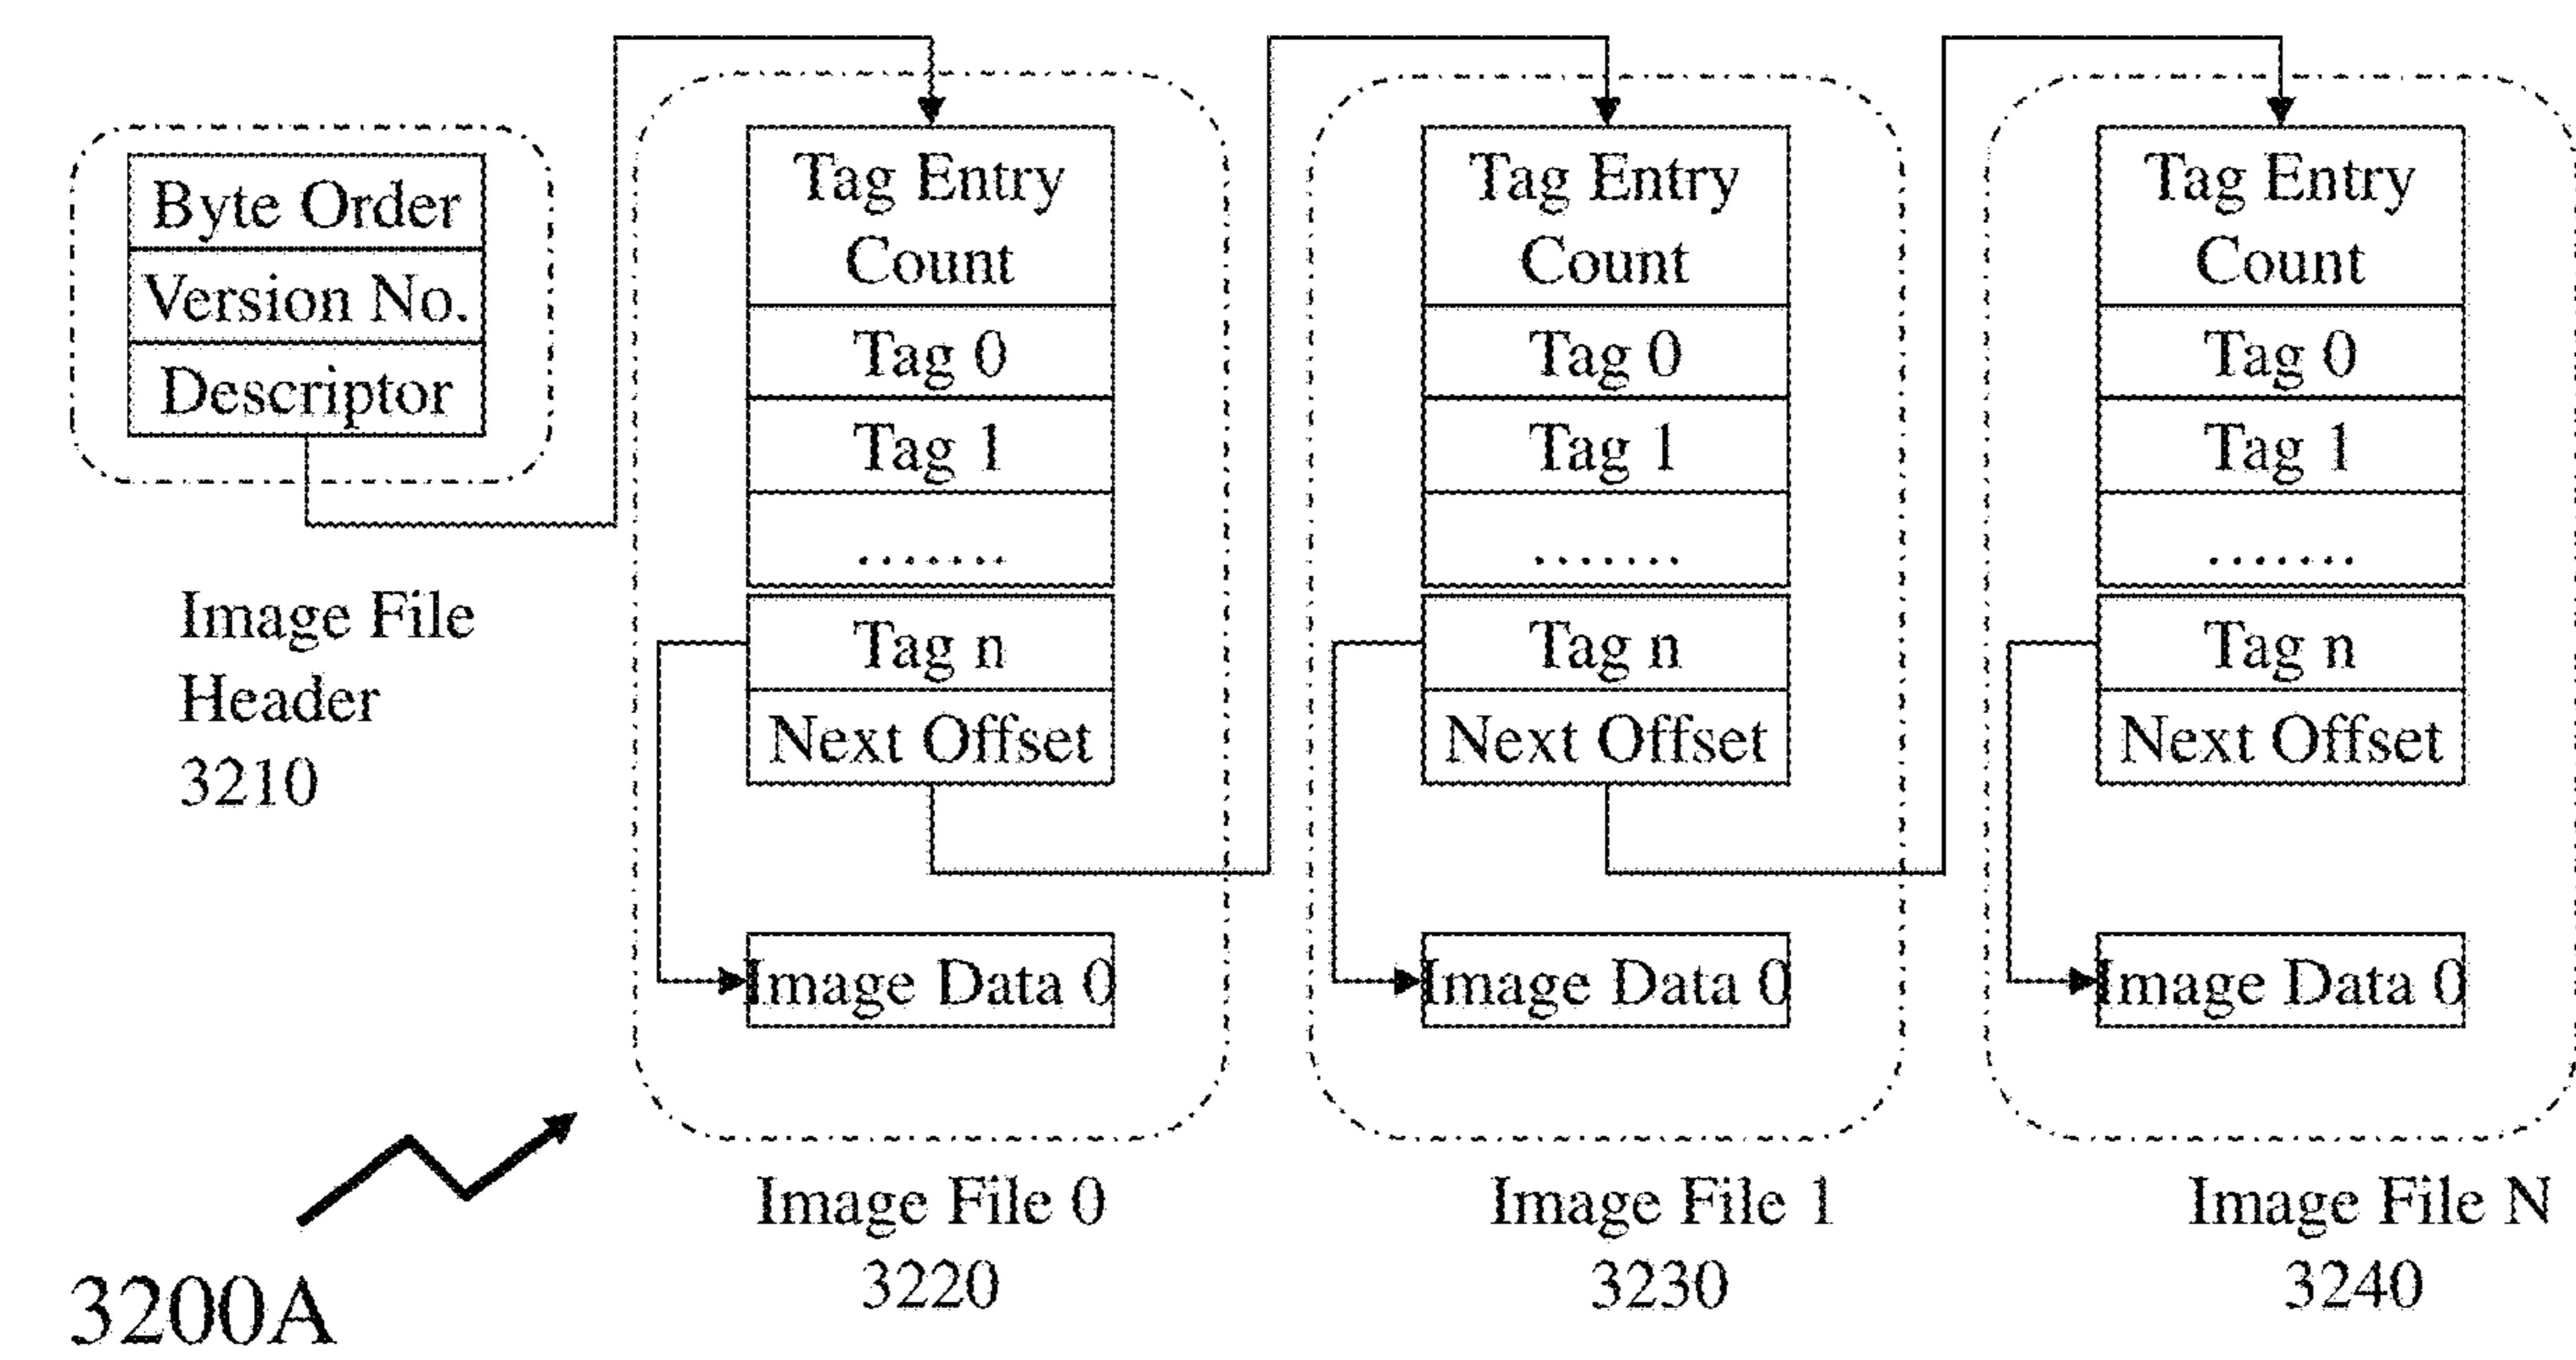 Byte Order
Version No.
Descriptor
Image File
Header
3210
Tag Entry
Count
Tag 0
Tag 1
.......
Tag n
Next Offset
Image Data 0
Image File 0
3220
Tag Entry
Count
Tag 0
Tag 1
.......
Tag n
Next Offset
Image Data 0
Image File 1
3230
Tag Entry
Count
Tag 0
Tag 1
.......
Tag n
Next Offset
Image Data 0
Image File N
3240
3200A